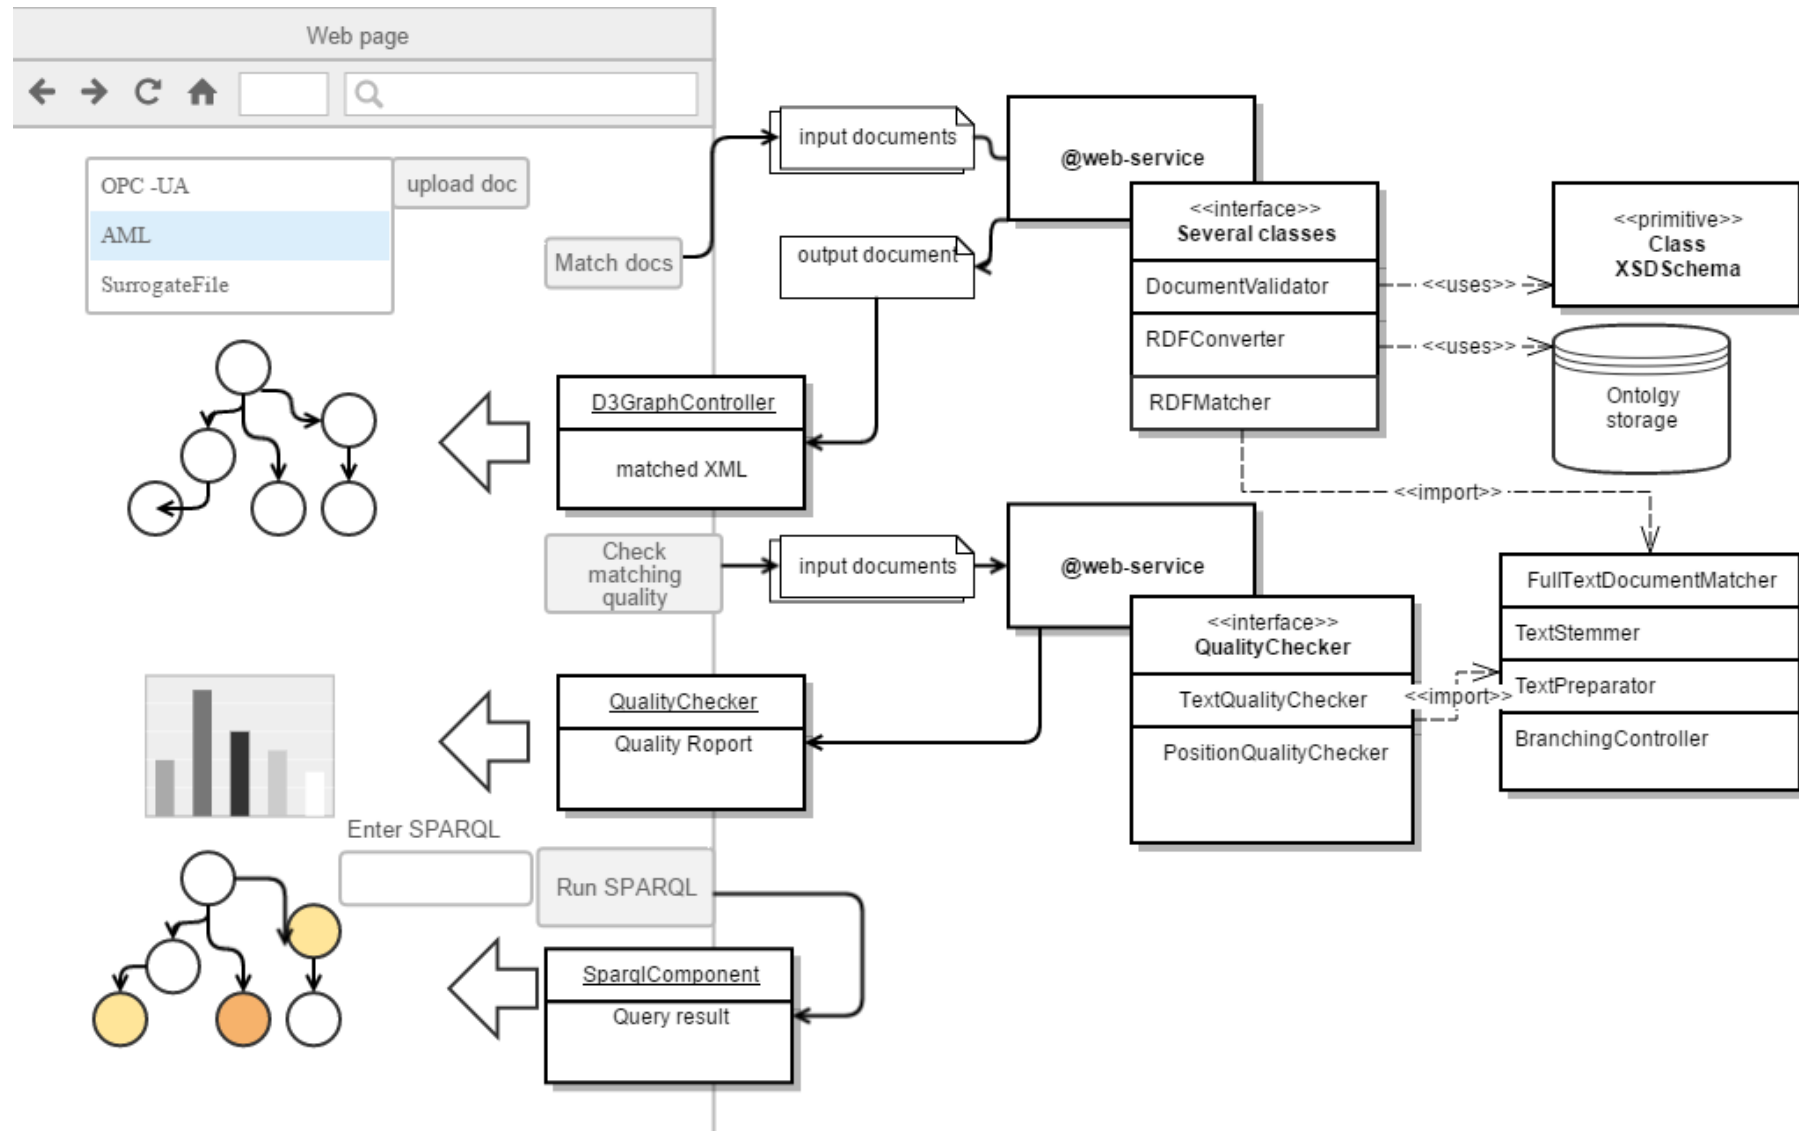 Web page
OPC -UA
upload doc
AML
SurrogateFile
Match docs
input documents
output document
@web-service
<<interface>>
Several classes
DocumentValidator
RDFConverter
RDFMatcher
<<uses>>
<<uses>>
<<primitive>>
Class
XSDSchema
Ontolgy
storage
<<import>>
D3GraphController
matched XML
Check
matching
quality
input documents
@web-service
<<interface>>
QualityChecker
TextQualityChecker
PositionQualityChecker
<<import>>
FullTextDocumentMatcher
TextStemmer
TextPreparator
BranchingController
QualityChecker
Quality Roport
Enter SPARQL
Run SPARQL
SparqlComponent
Query result